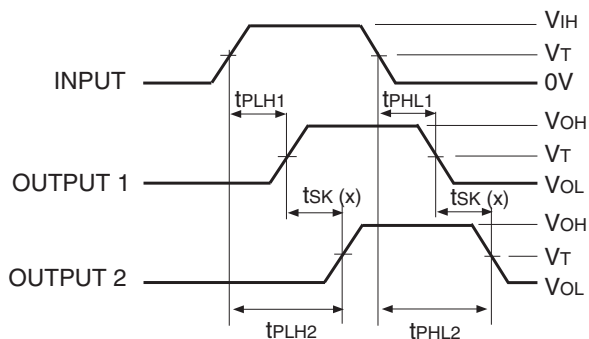 VIH
VT
INPUT
0V
tPLH1
tPHL1
VOH
VT
OUTPUT 1
VOL
tSK (x)
tSK (x)
VOH
VT
OUTPUT 2
VOL
tPLH2
tPHL2